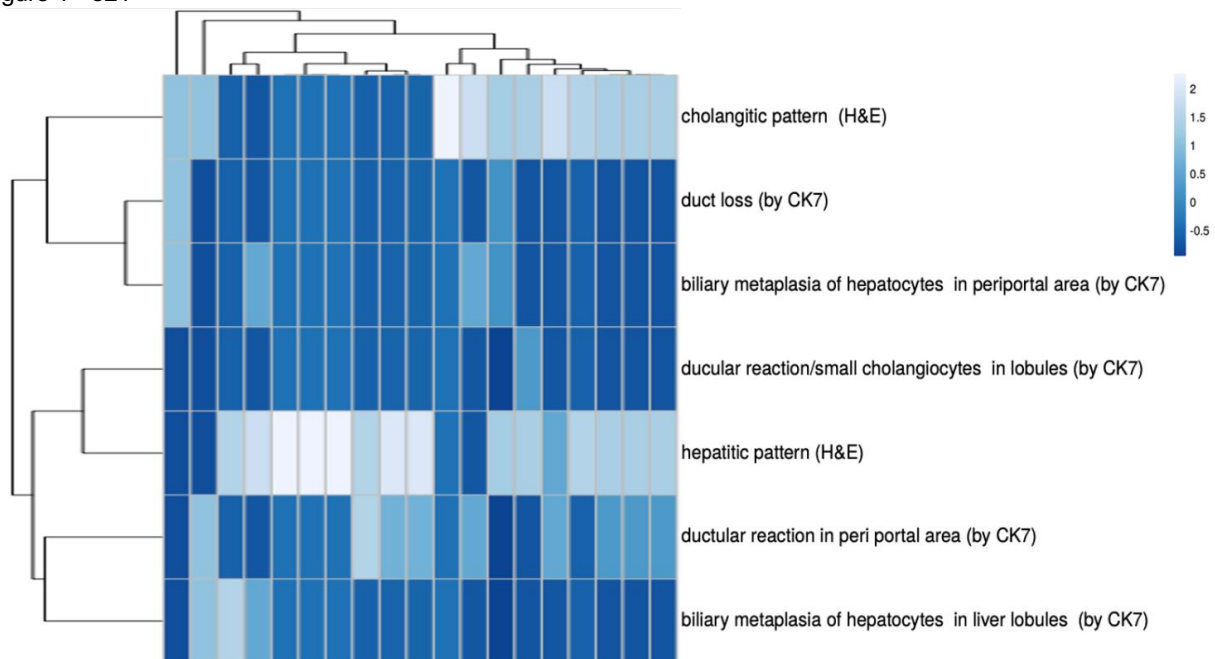 cholangitic pattern (H&E)
duct loss (by CK7)
biliary metaplasia of hepatocytes in periportal area (by CK7)
ducular reaction/small cholangiocytes in lobules (by CK7)
hepatitic pattern (H&E)
ductular reaction in peri portal area (by CK7)
biliary metaplasia of hepatocytes in liver lobules (by CK7)
2
1.5
1
0.5
0
-0.5